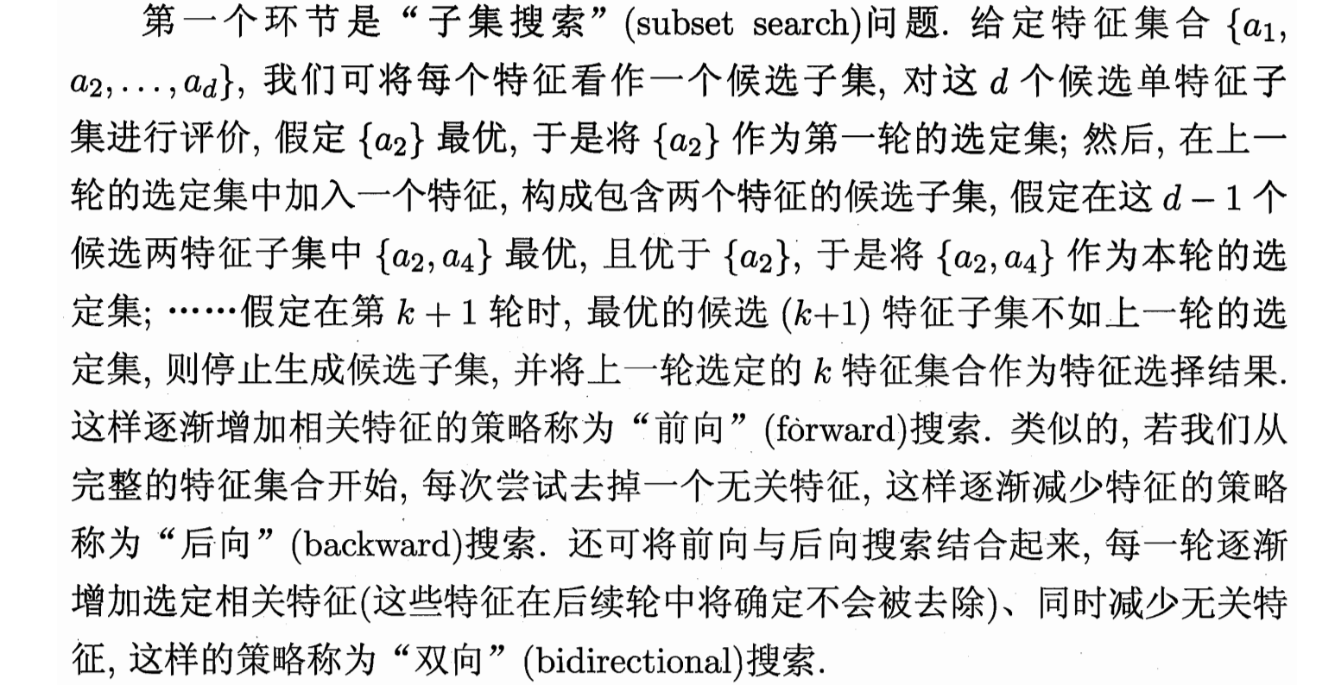 第一个环节是“子集搜索”(subset search)问题. 给定特征集合 {a₁,
a₂,...,a_d}, 我们可将每个特征看作一个候选子集, 对这 d 个候选单特征子
集进行评价, 假定 {a₂} 最优, 于是将 {a₂} 作为第一轮的选定集; 然后, 在上一
轮的选定集中加入一个特征, 构成包含两个特征的候选子集, 假定在这 d − 1 个
候选两特征子集中 {a₂, a₄} 最优, 且优于 {a₂}, 于是将 {a₂, a₄} 作为本轮的选
定集; ⋯⋯假定在第 k + 1 轮时, 最优的候选 (k+1) 特征子集不如上一轮的选
定集, 则停止生成候选子集, 并将上一轮选定的 k 特征集合作为特征选择结果.
这样逐渐增加相关特征的策略称为“前向”(forward)搜索. 类似的, 若我们从
完整的特征集合开始, 每次尝试去掉一个无关特征, 这样逐渐减少特征的策略
称为“后向”(backward)搜索. 还可将前向与后向搜索结合起来, 每一轮逐渐
增加选定相关特征(这些特征在后续轮中将确定不会被去除)、同时减少无关特
征, 这样的策略称为“双向”(bidirectional)搜索.